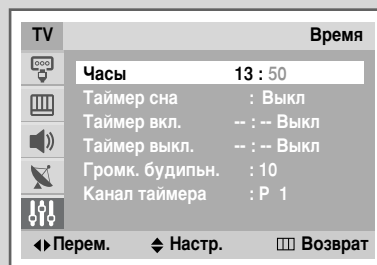 TV Время
Часы 13 : 50
Таймер сна : Выкл
Таймер вкл. -- : -- Выкл
Таймер выкл. -- : -- Выкл
Громк. будипьн. : 10
Канал таймера : P 1
Перем. Настр. Возврат